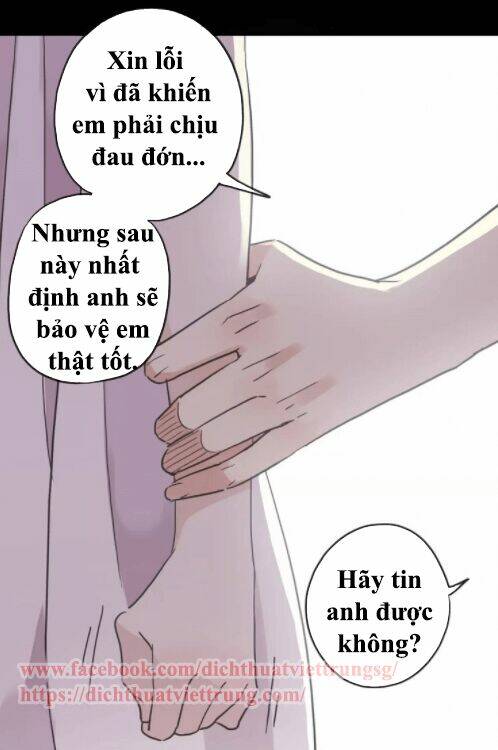 Xin lỗi
vì đã khiến
em phải chịu
đau đớn...
Nhưng sau
này nhất
định anh sẽ
bảo vệ em
thật tốt.
Hãy tin
anh được
không?
www.facebook.com/dichthuatviettrungsg/
https://dichthuatviettrung.com/